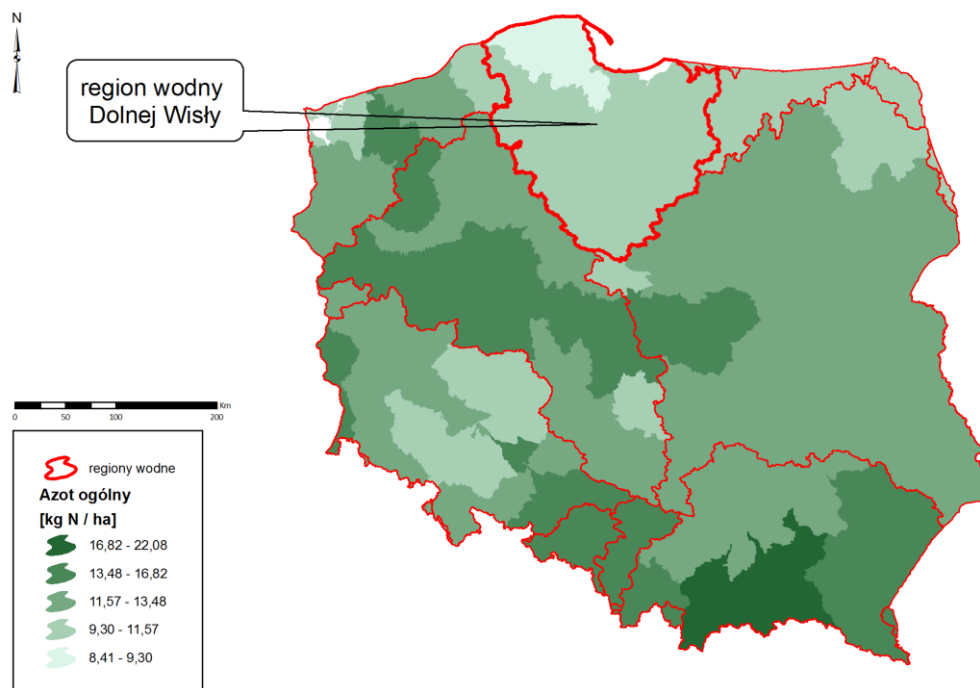 N
region wodny
Dolnej Wisły
Km
0 50 100 200
regiony wodne
Azot ogólny
[kg N / ha]
16,82 - 22,08
13,48 - 16,82
11,57 - 13,48
9,30 - 11,57
8,41 - 9,30